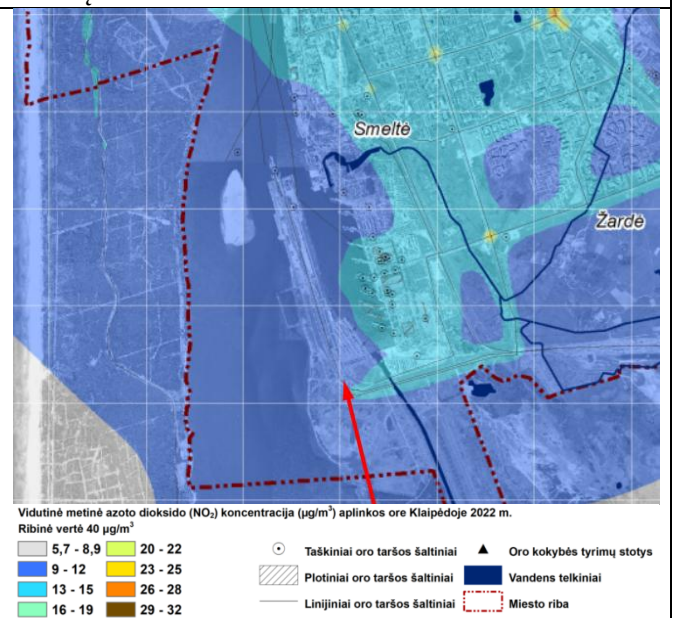 Smeltė
Žardė
Vidutinė metinė azoto dioksido (NO₂) koncentracija (µg/m³) aplinkos ore Klaipėdoje 2022 m.
Ribinė vertė 40 µg/m³
5,7 - 8,9
9 - 12
13 - 15
16 - 19
20 - 22
23 - 25
26 - 28
29 - 32
Taškiniai oro taršos šaltiniai
Plotiniai oro taršos šaltiniai
Linijiniai oro taršos šaltiniai
Oro kokybės tyrimų stotys
Vandens telkiniai
Miesto riba